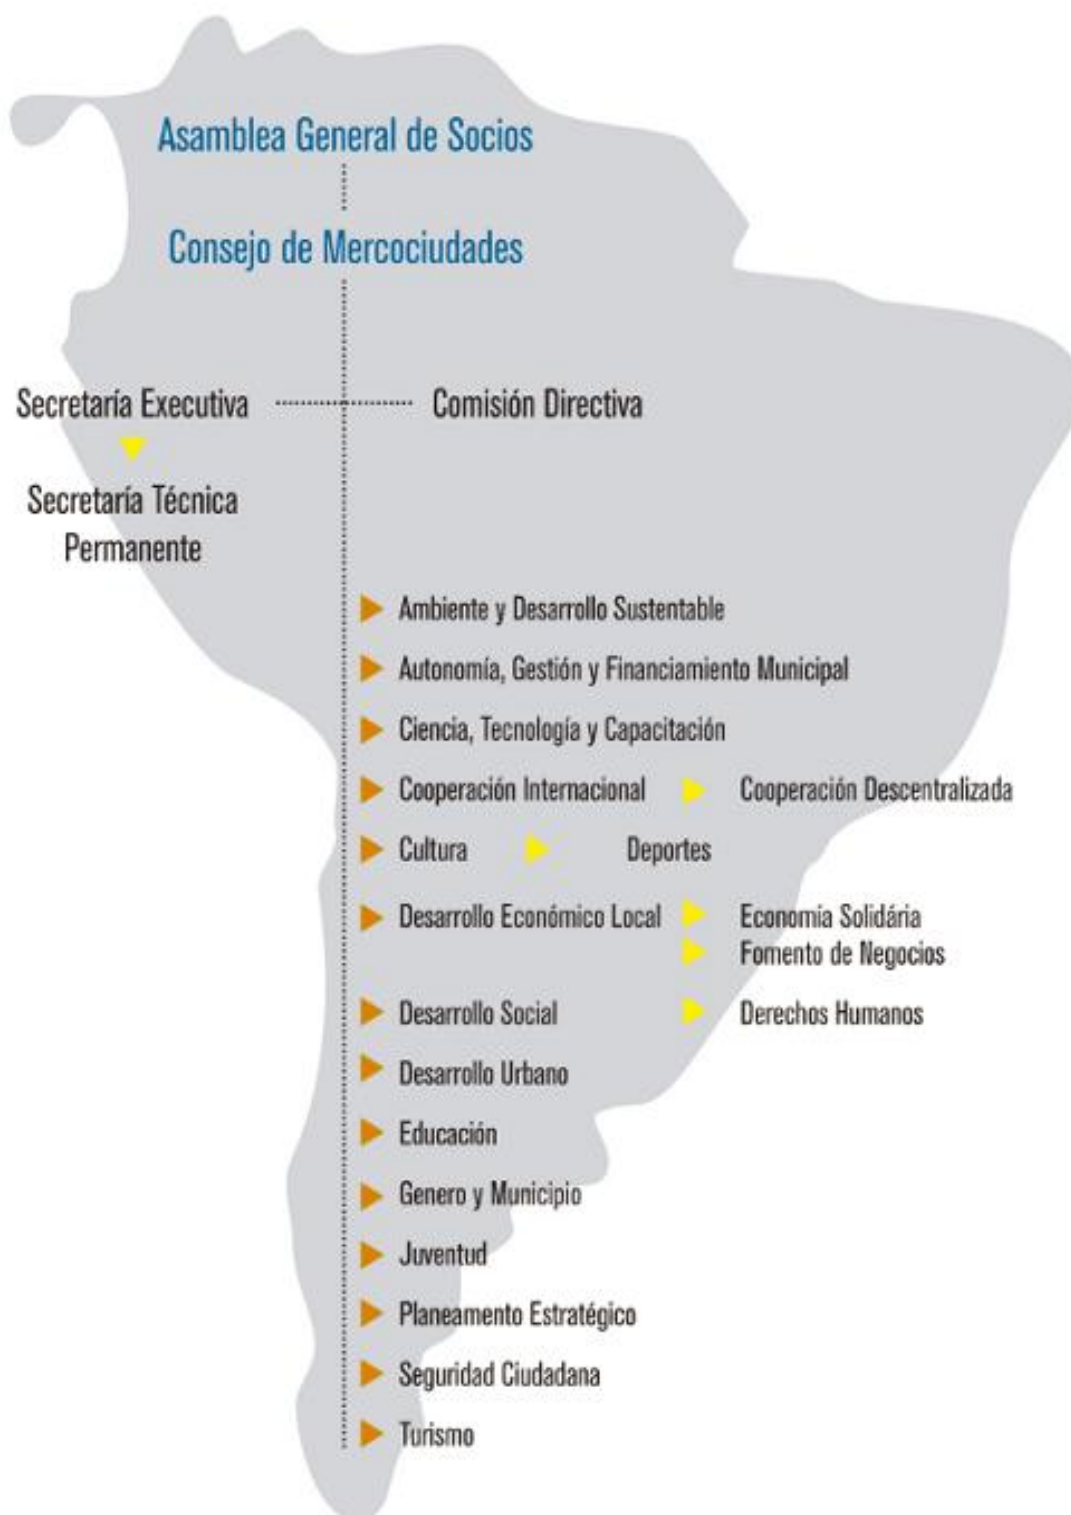 Asamblea General de Socios
Consejo de Mercociudades
Secretaría Executiva
Comisión Directiva
Secretaría Técnica
Permanente
Ambiente y Desarrollo Sustentable
Autonomía, Gestión y Financiamiento Municipal
Ciencia, Tecnología y Capacitación
Cooperación Internacional
Cooperación Descentralizada
Cultura
Deportes
Desarrollo Económico Local
Economia Solidária
Fomento de Negocios
Desarrollo Social
Derechos Humanos
Desarrollo Urbano
Educación
Genero y Municipio
Juventud
Planeamento Estratégico
Seguridad Ciudadana
Turismo